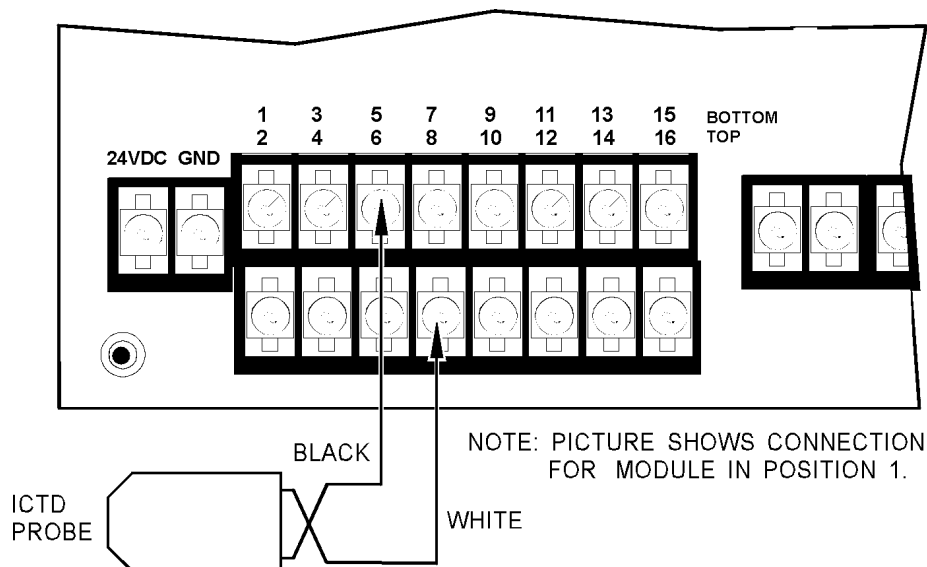 1 3 5 7 9 11 13 15 BOTTOM
2 4 6 8 10 12 14 16 TOP
24VDC GND
BLACK
NOTE: PICTURE SHOWS CONNECTION
FOR MODULE IN POSITION 1.
ICTD
PROBE
WHITE